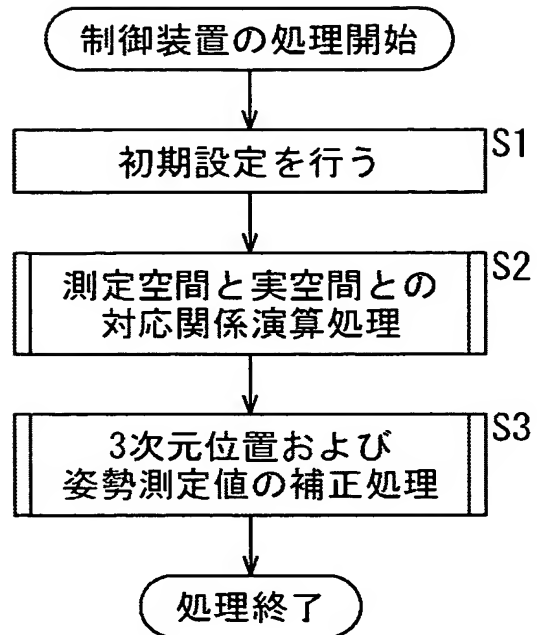 制御装置の処理開始
S1
初期設定を行う
S2
測定空間と実空間との
対応関係演算処理
S3
3次元位置および
姿勢測定値の補正処理
処理終了